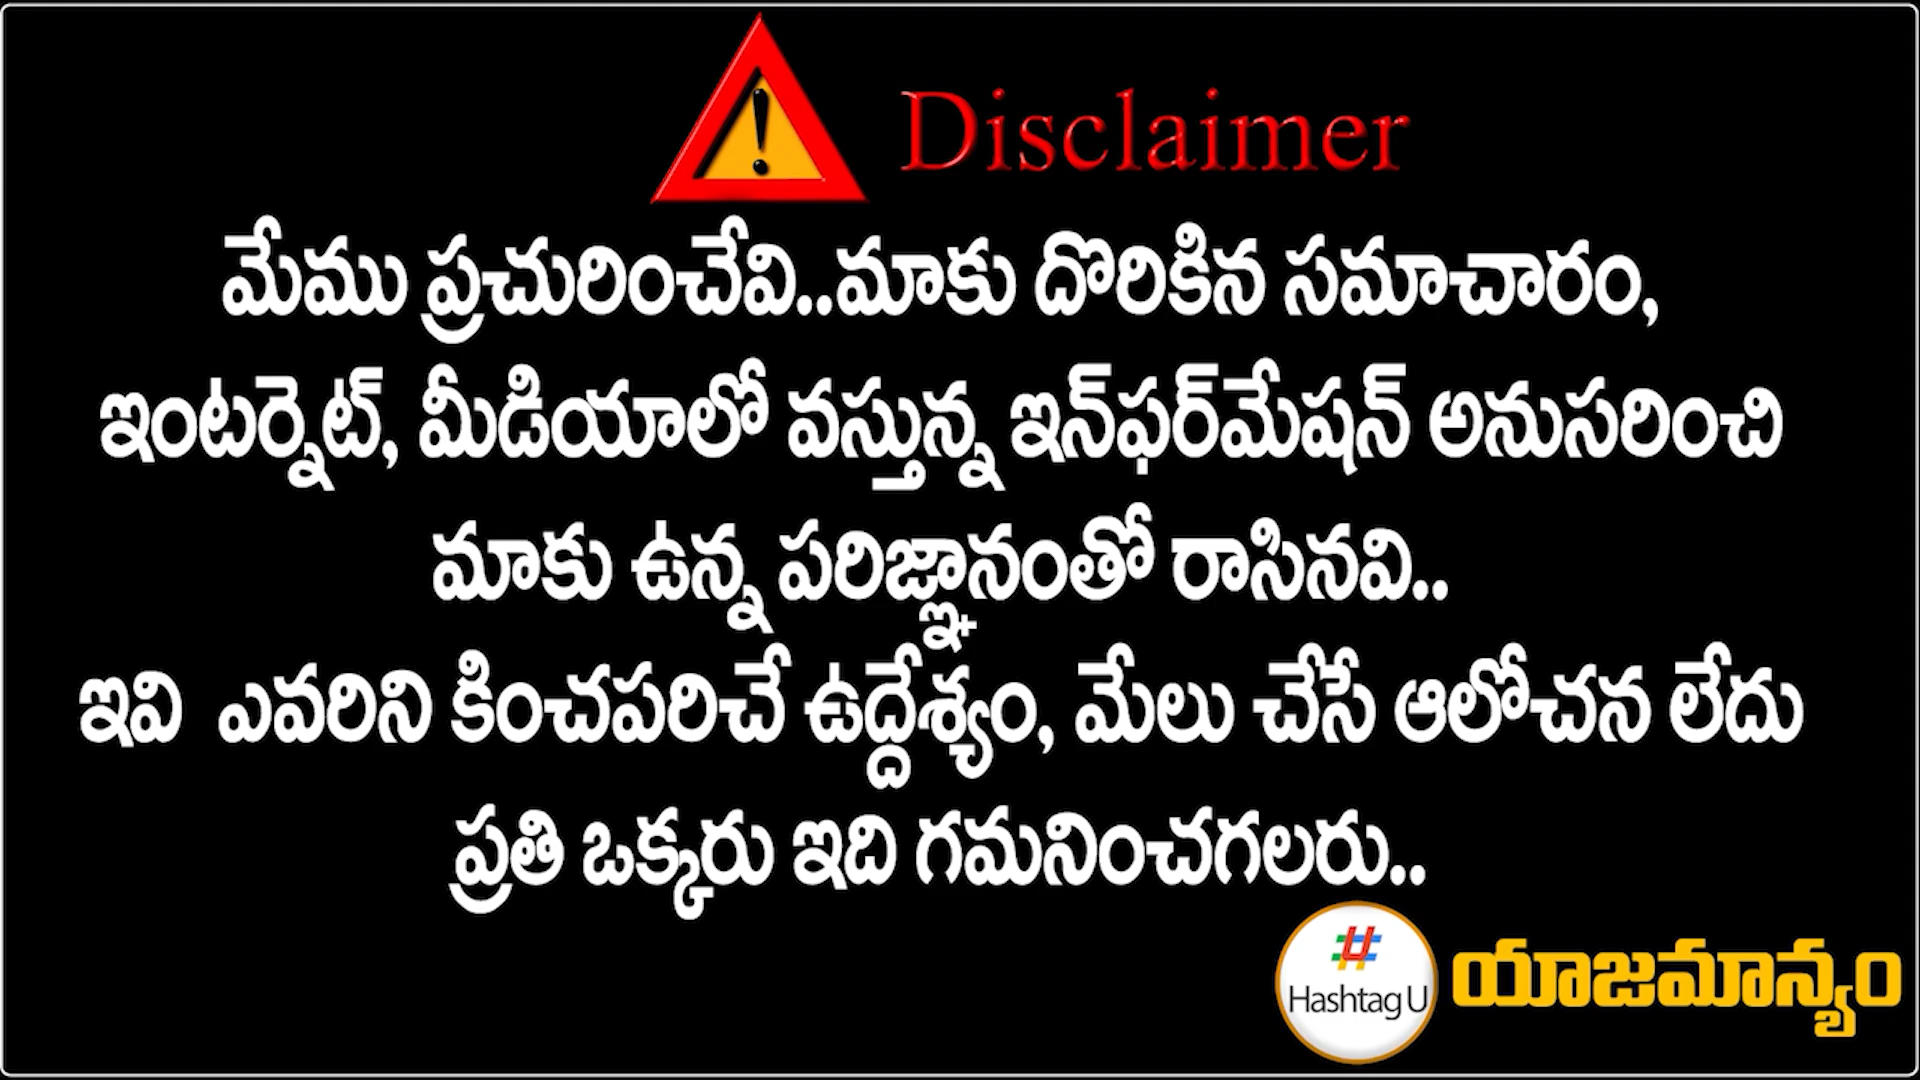 Disclaimer
మేము ప్రచురించేవి..మాకు దొరికిన సమాచారం,
ఇంటర్నెట్, మీడియాలో వస్తున్న ఇన్‌ఫర్‌మేషన్ అనుసరించి
మాకు ఉన్న పరిజ్ఞానంతో రాసినవి..
ఇవి ఎవరిని కించపరిచే ఉద్దేశ్యం, మేలు చేసే ఆలోచన లేదు
ప్రతి ఒక్కరు ఇది గమనించగలరు..
Hashtag U యాజమాన్యం